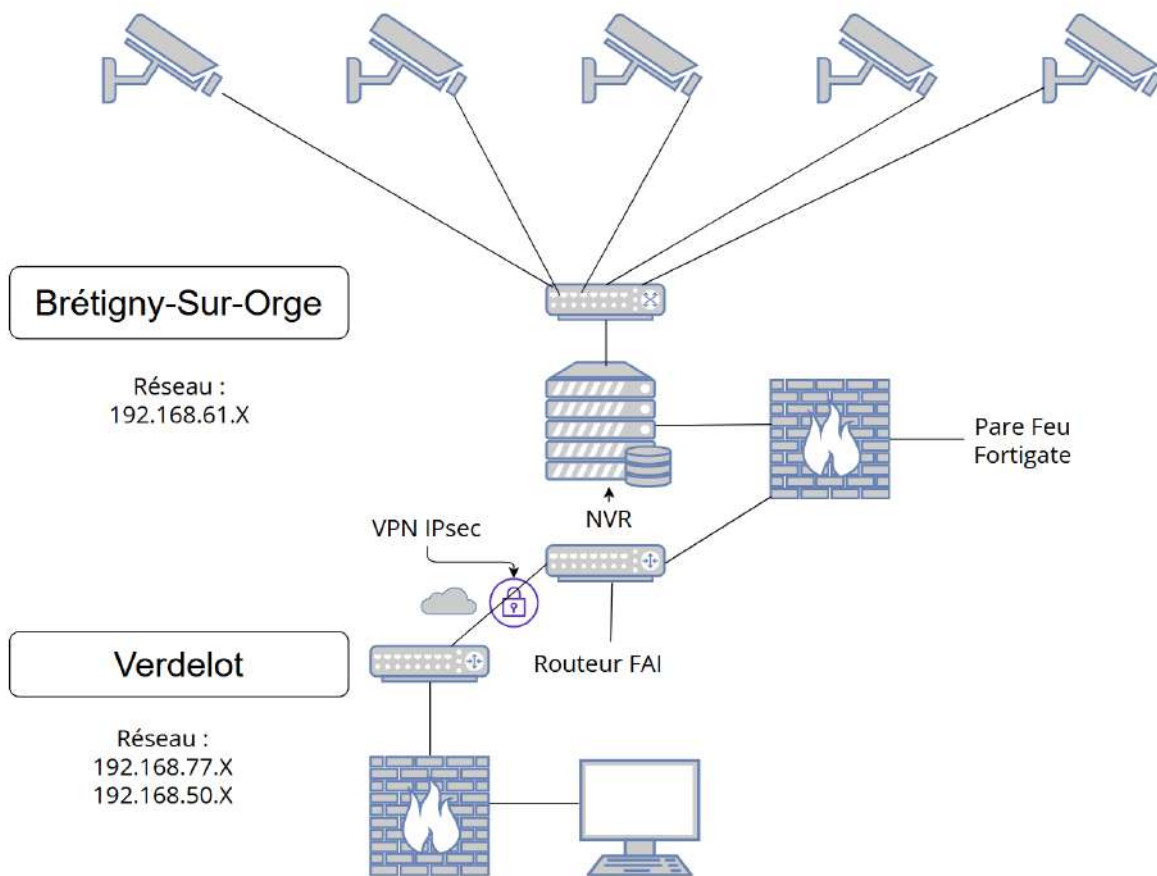 Brétigny-Sur-Orge
Réseau :
192.168.61.X
Pare Feu
Fortigate
NVR
VPN IPsec
Routeur FAI
Verdelot
Réseau :
192.168.77.X
192.168.50.X